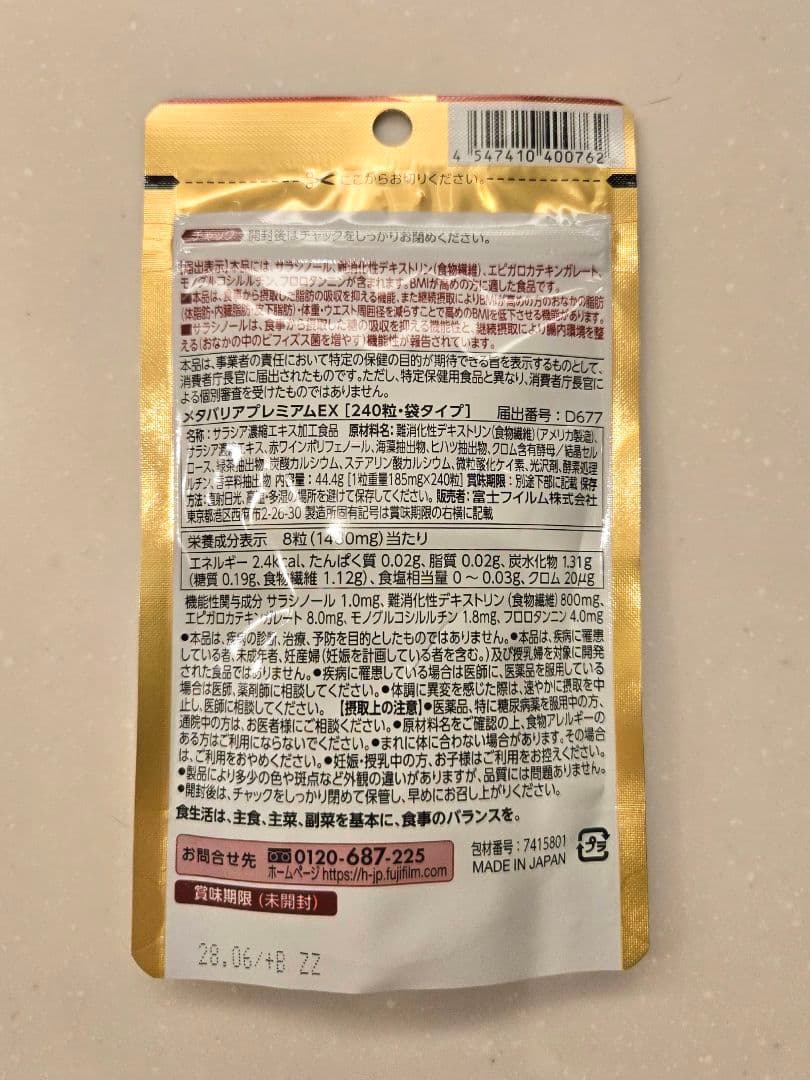 4 547410 400762
ここからお切りください。
チャック 開封後はチャックをしっかりお閉めください。
【届出表示】本品には、サラシノール、難消化性デキストリン(食物繊維)、エピガロカテキンガレート、
モノグルコシルルチン、フロロタンニンが含まれます。BMIが高めの方に適した食品です。
■本品は、食事から摂取した脂肪の吸収を抑える機能、また継続摂取によりBMIが高めの方のおなかの脂肪
(体脂肪・内臓脂肪・皮下脂肪)・体重・ウエスト周囲径を減らすことで高めのBMIを低下させる機能があります。
■サラシノールは、食事から摂取した糖の吸収を抑える機能性と、継続摂取により腸内環境を整
える(おなかの中のビフィズス菌を増やす)機能性が報告されています。
本品は、事業者の責任において特定の保健の目的が期待できる旨を表示するものとして、
消費者庁長官に届出されたものです。ただし、特定保健用食品と異なり、消費者庁長官に
よる個別審査を受けたものではありません。
メタバリアプレミアムEX [240粒・袋タイプ] 届出番号：D677
名称：サラシア濃縮エキス加工食品 原材料名：難消化性デキストリン(食物繊維)(アメリカ製造)、
サラシア濃縮エキス、赤ワインポリフェノール、海藻抽出物、ヒハツ抽出物、クロム含有酵母／結晶セル
ロース、緑茶抽出物、炭酸カルシウム、ステアリン酸カルシウム、微粒酸化ケイ素、光沢剤、酵素処理
ルチン、香辛料抽出物 内容量：44.4g [1粒重量185mg×240粒] 賞味期限：別途下部に記載 保存
方法：直射日光、高温・多湿の場所を避けて保存してください。販売者：富士フイルム株式会社
東京都港区西麻布2-26-30 製造所固有記号は賞味期限の右横に記載
栄養成分表示 8粒(1480mg)当たり
エネルギー 2.4kcal、たんぱく質 0.02g、脂質 0.02g、炭水化物 1.31g
(糖質 0.19g、食物繊維 1.12g)、食塩相当量 0～0.03g、クロム 20μg
機能性関与成分 サラシノール 1.0mg、難消化性デキストリン(食物繊維) 800mg、
エピガロカテキンガレート 8.0mg、モノグルコシルルチン 1.8mg、フロロタンニン 4.0mg
●本品は、疾病の診断、治療、予防を目的としたものではありません。●本品は、疾病に罹患
している者、未成年者、妊産婦(妊娠を計画している者を含む。)及び授乳婦を対象に開発
された食品ではありません。●疾病に罹患している場合は医師に、医薬品を服用している
場合は医師、薬剤師に相談してください。●体調に異変を感じた際は、速やかに摂取を中
止し、医師に相談してください。【摂取上の注意】●医薬品、特に糖尿病薬を服用中の方、
通院中の方は、お医者様にご相談ください。●原材料名をご確認の上、食物アレルギーの
ある方はご利用にならないでください。●まれに体に合わない場合があります。その場合
は、ご利用をおやめください。●妊娠・授乳中の方、お子様はご利用をお控えください。
●製品により多少の色や斑点など外観の違いがありますが、品質には問題ありません。
●開封後は、チャックをしっかり閉めて保管し、早めにお召し上がりください。
食生活は、主食、主菜、副菜を基本に、食事のバランスを。
お問合せ先 0120-687-225
ホームページ https://h-jp.fujifilm.com
包材番号：7415801
MADE IN JAPAN
プラ
賞味期限(未開封)
28.06/+B ZZ